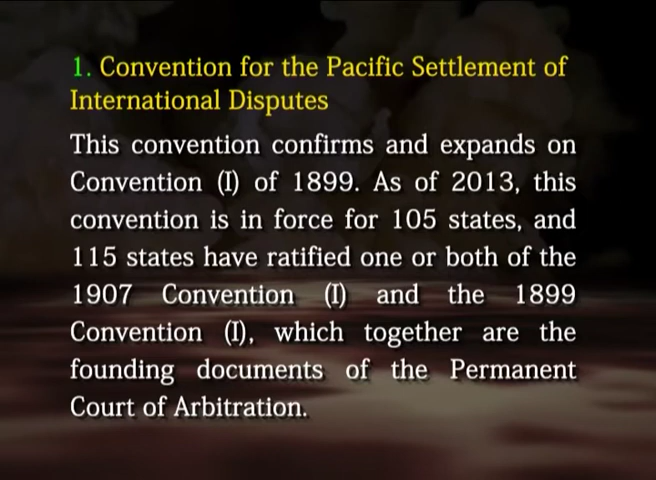 1. Convention for the Pacific Settlement of
International Disputes
This convention confirms and expands on
Convention (I) of 1899. As of 2013, this
convention is in force for 105 states, and
115 states have ratified one or both of the
1907 Convention (I) and the 1899
Convention (I), which together are the
founding documents of the Permanent
Court of Arbitration.